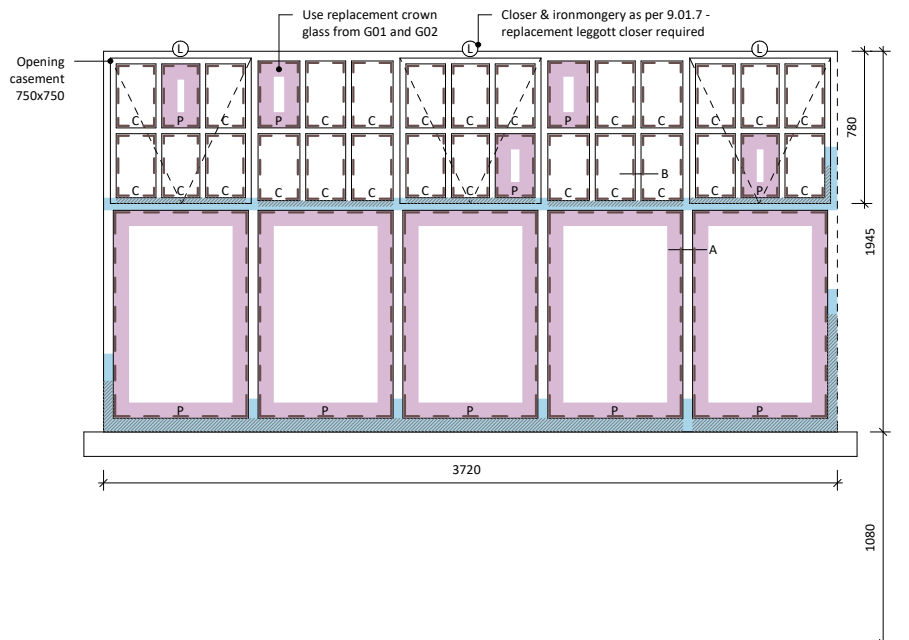 Use replacement crown
glass from G01 and G02
Closer & ironmongery as per 9.01.7 -
replacement leggott closer required
L
L
L
Opening
casement
750x750
C P C P C C C C C P C C C C C
C C C C C C C C P C C C C P C
B
780
1945
A
P P P P P
3720
1080